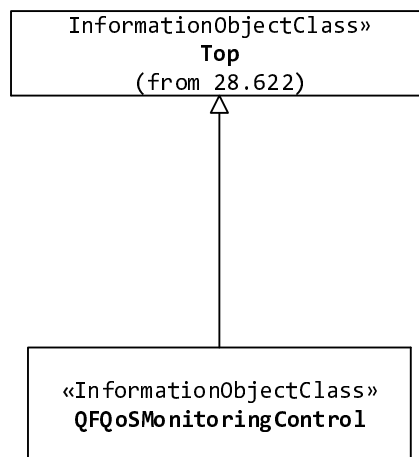 InformationObjectClass»
Top
(from 28.622)
«InformationObjectClass»
QFQoSMonitoringControl